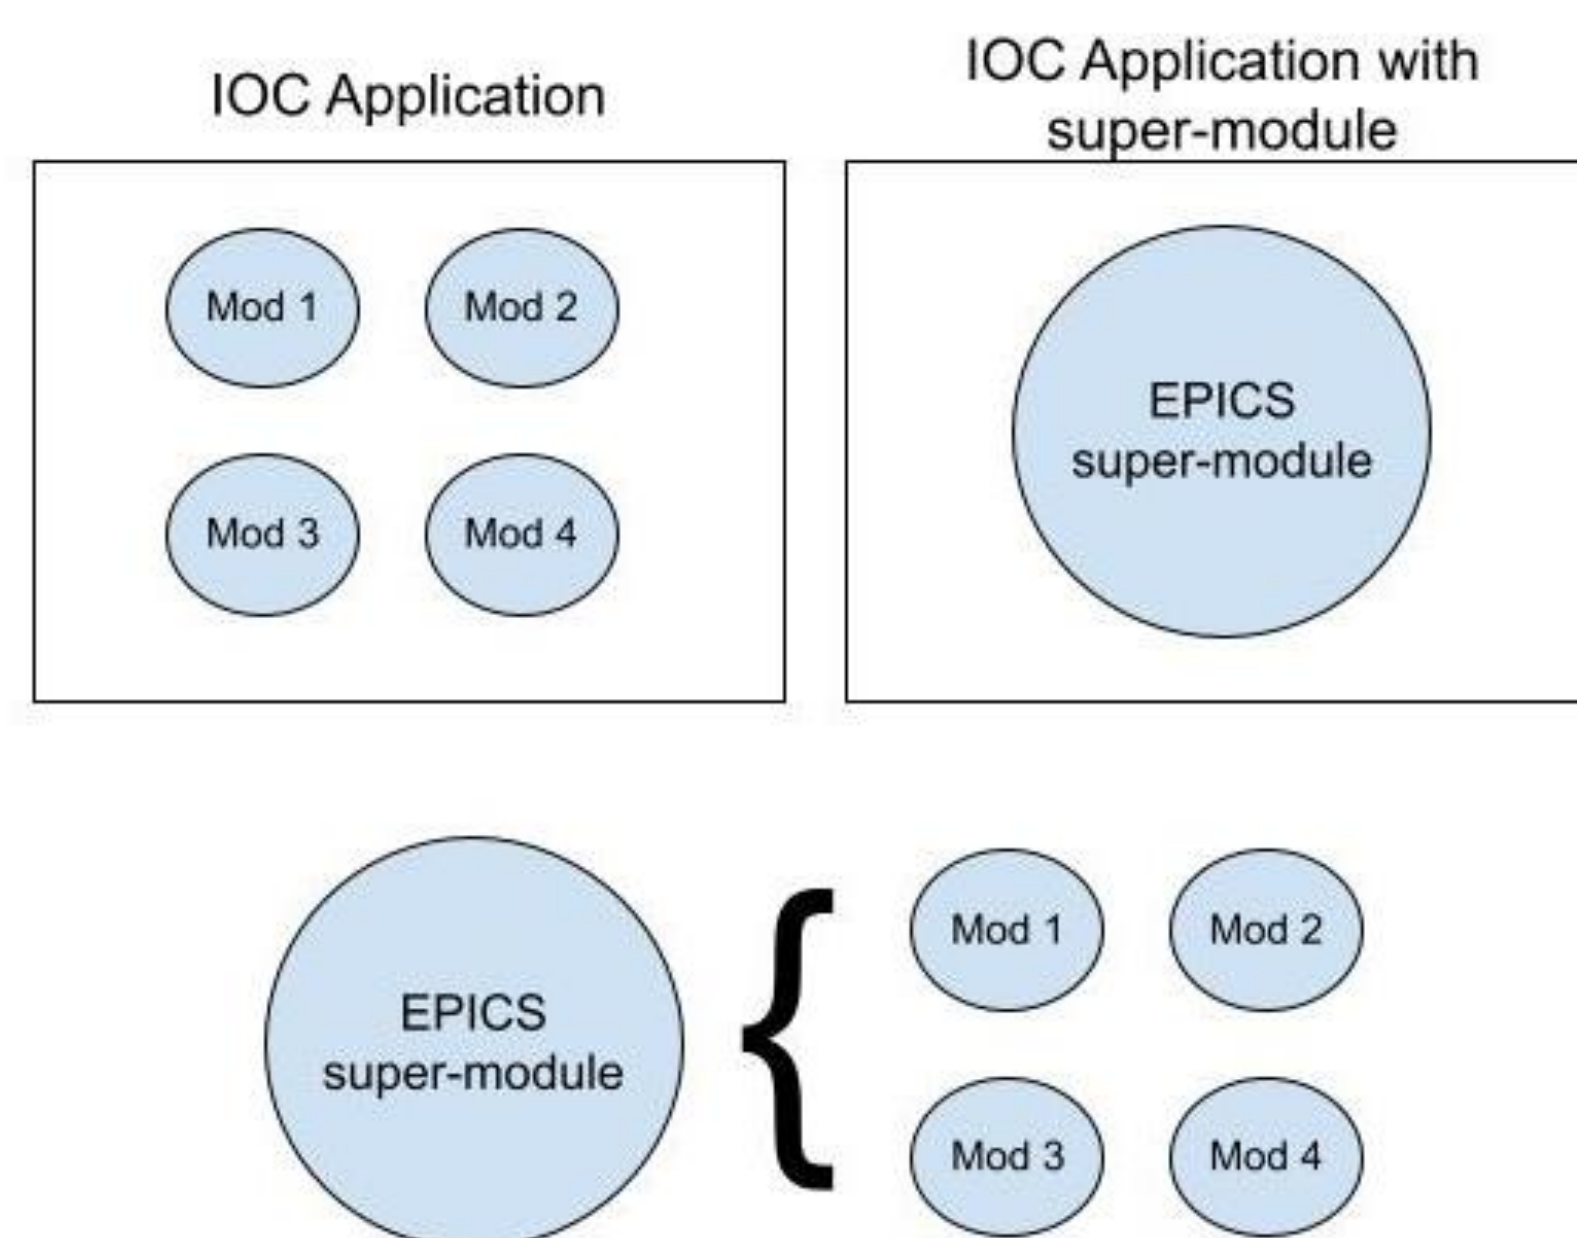 IOC Application
IOC Application with
super-module
Mod 1
Mod 2
Mod 3
Mod 4
EPICS
super-module
EPICS
super-module
{
Mod 1
Mod 2
Mod 3
Mod 4